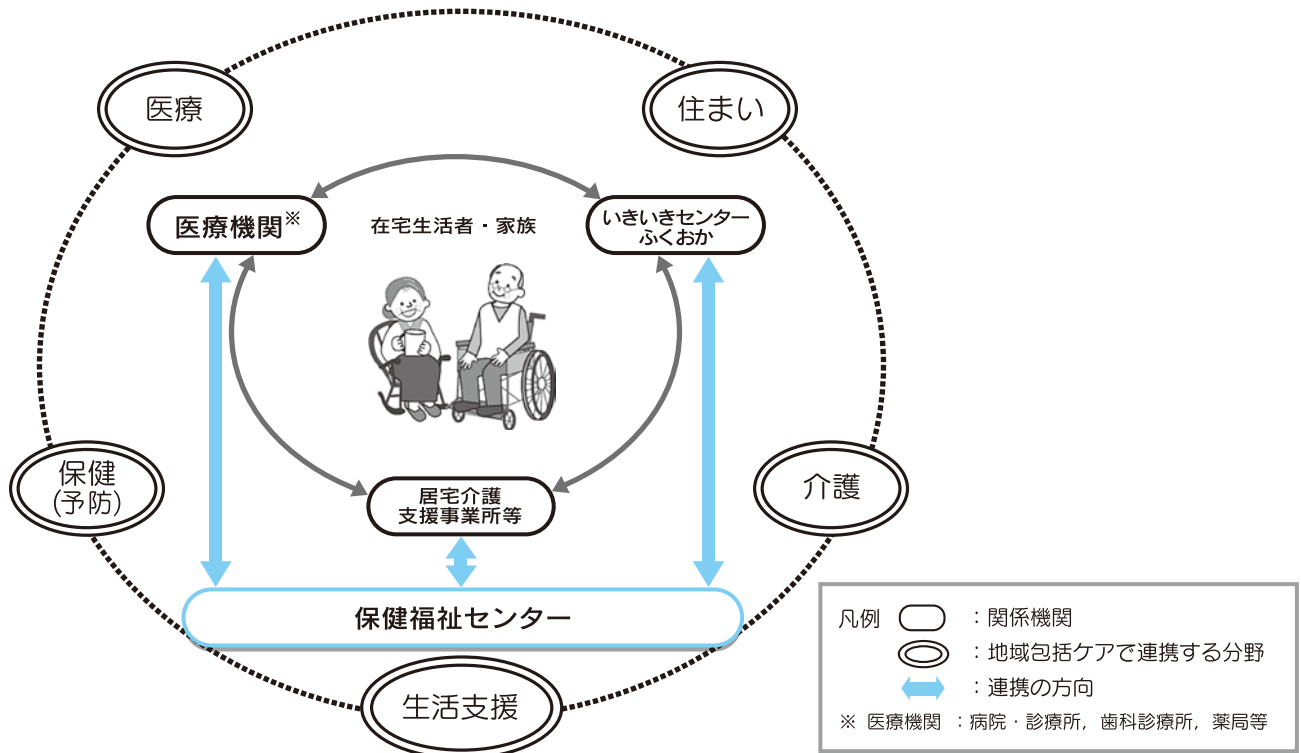 医療
住まい
医療機関※
在宅生活者・家族
いきいきセンター
ふくおか
保健
(予防)
介護
居宅介護
支援事業所等
保健福祉センター
生活支援
凡例
：関係機関
：地域包括ケアで連携する分野
：連携の方向
※ 医療機関 ：病院・診療所，歯科診療所，薬局等